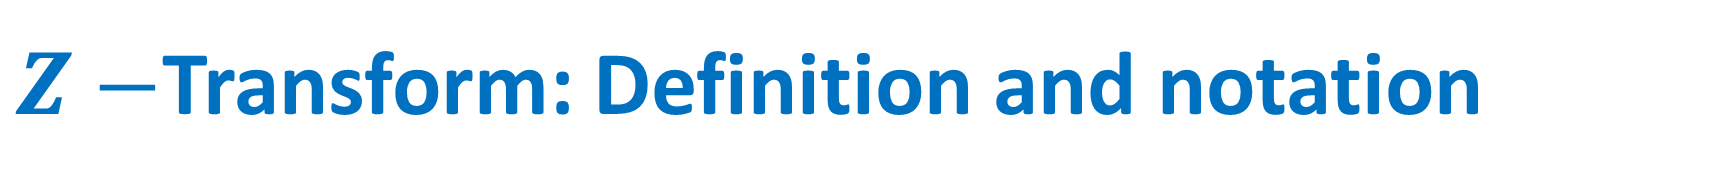 Z −Transform: Definition and notation